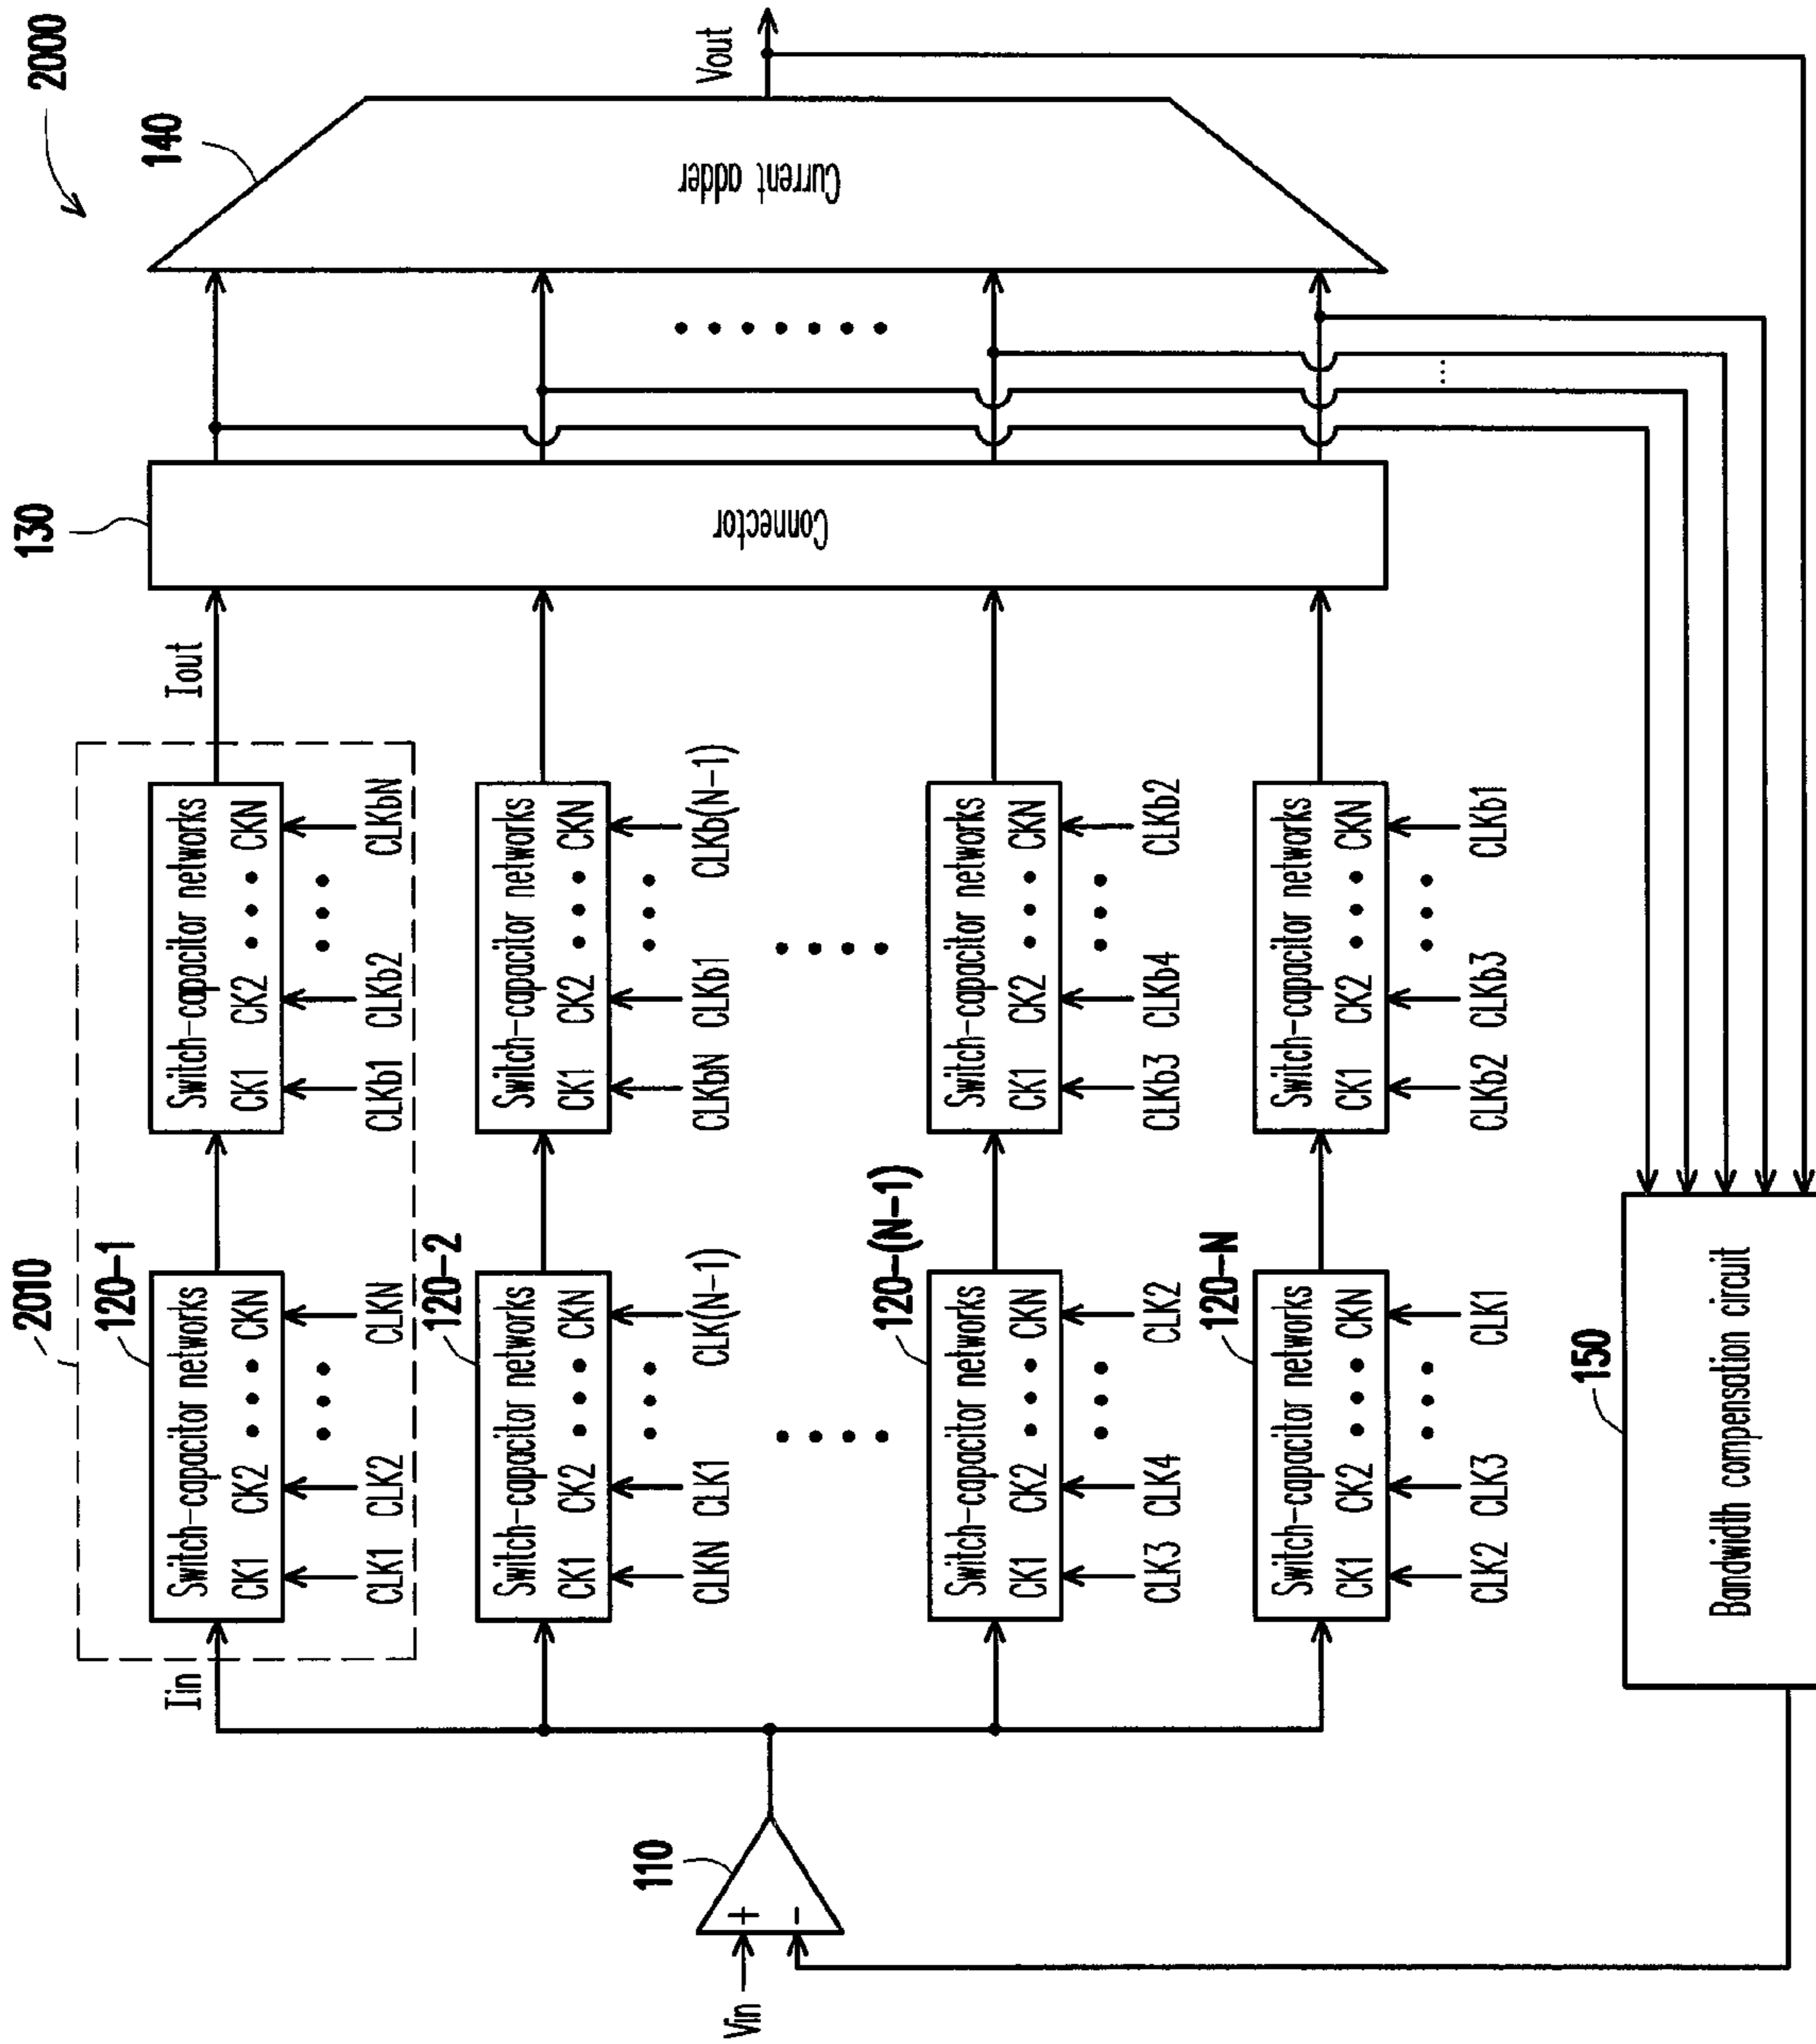 2000
2010
120-1
130
140
Iin
Switch-capacitor networks
CK1 CK2 CKN
CLK1 CLK2 CLKN
Switch-capacitor networks
CK1 CK2 CKN
CLKb1 CLKb2 CLKbN
Iout
120-2
Switch-capacitor networks
CK1 CK2 CKN
CLKN CLK1 CLK(N-1)
Switch-capacitor networks
CK1 CK2 CKN
CLKbN CLKb1 CLKb(N-1)
110
Vin
+
-
Connector
Current adder
Vout
120-(N-1)
Switch-capacitor networks
CK1 CK2 CKN
CLK3 CLK4 CLK2
Switch-capacitor networks
CK1 CK2 CKN
CLKb3 CLKb4 CLKb2
120-N
Switch-capacitor networks
CK1 CK2 CKN
CLK2 CLK3 CLK1
Switch-capacitor networks
CK1 CK2 CKN
CLKb2 CLKb3 CLKb1
150
Bandwidth compensation circuit